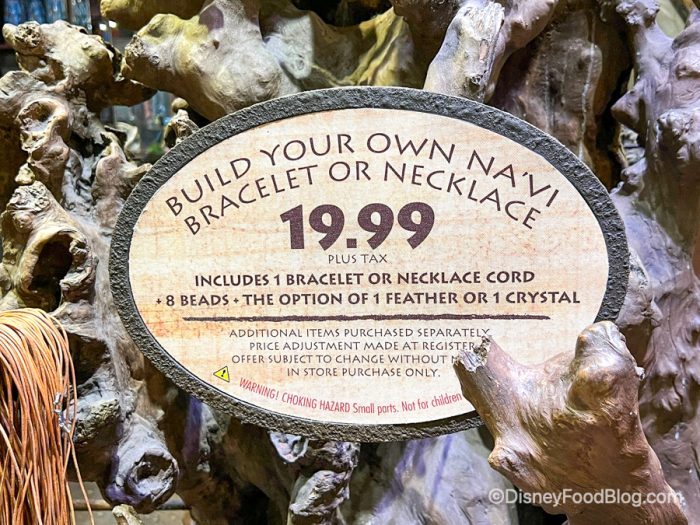 BUILD YOUR OWN NA'VI
BRACELET OR NECKLACE
19.99
PLUS TAX
INCLUDES 1 BRACELET OR NECKLACE CORD
• 8 BEADS • THE OPTION OF 1 FEATHER OR 1 CRYSTAL
ADDITIONAL ITEMS PURCHASED SEPARATELY
PRICE ADJUSTMENT MADE AT REGISTER
OFFER SUBJECT TO CHANGE WITHOUT
IN STORE PURCHASE ONLY.
WARNING! CHOKING HAZARD Small parts. Not for children
©DisneyFoodBlog.com